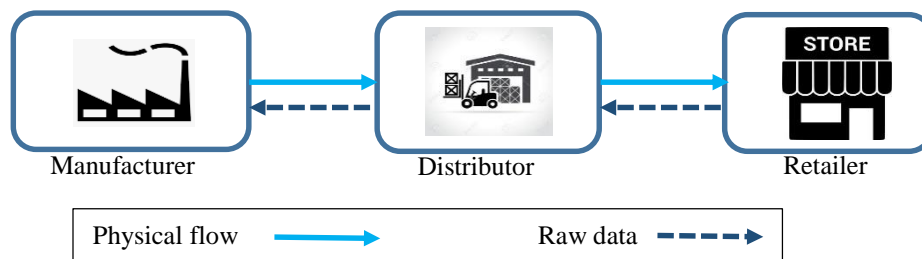 STORE
Manufacturer
Distributor
Retailer
Physical flow
Raw data